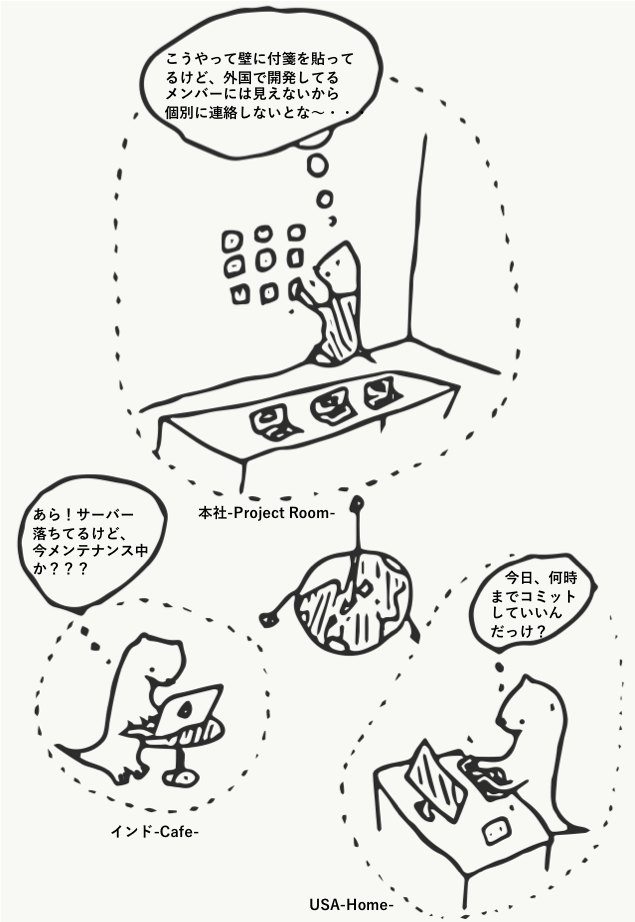 こうやって壁に付箋を貼って
るけど、外国で開発してる
メンバーには見えないから
個別に連絡しないとな〜・・・
本社-Project Room-
あら！サーバー
落ちてるけど、
今メンテナンス中
か？？？
インド-Cafe-
今日、何時
までコミット
していいん
だっけ？
USA-Home-